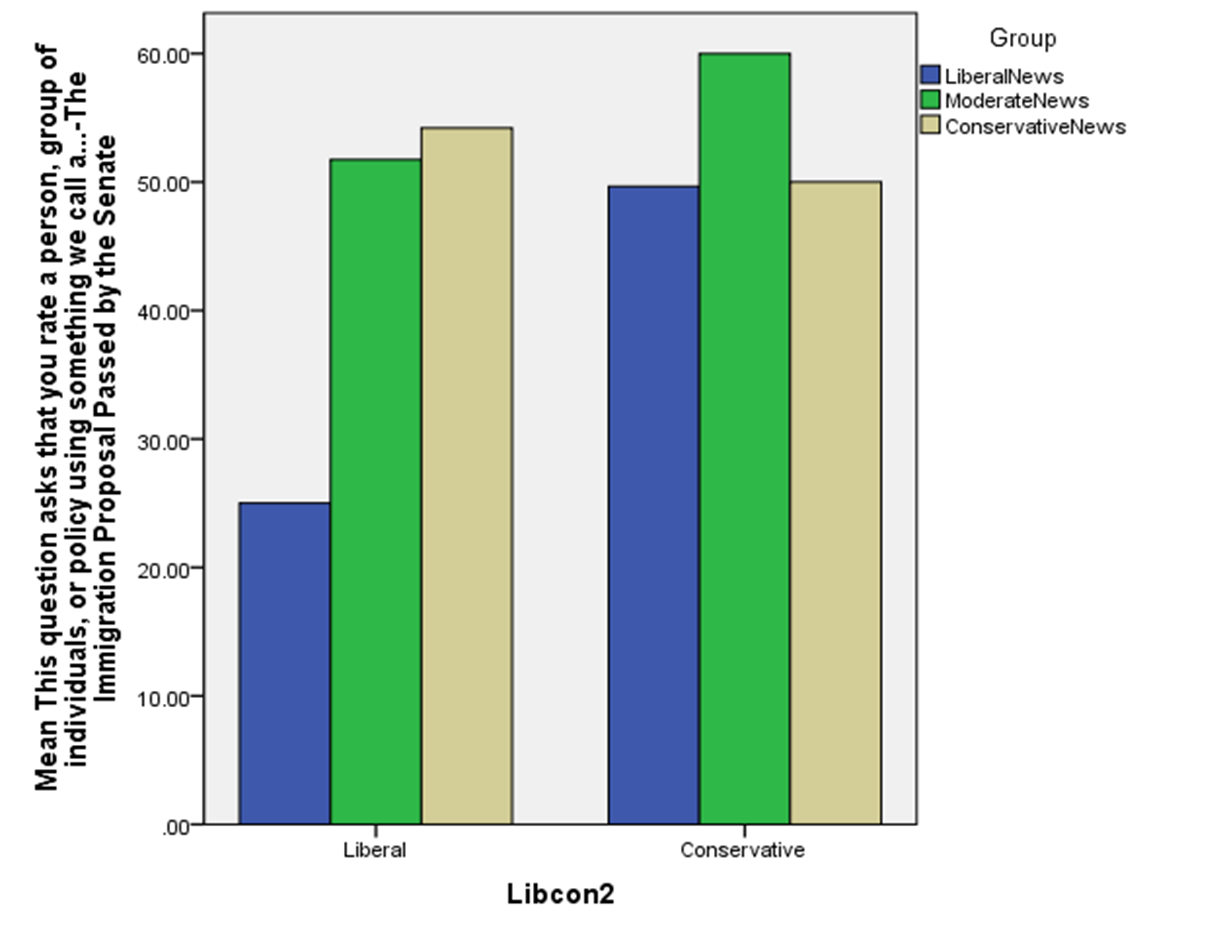 Mean This question asks that you rate a person, group of
individuals, or policy using something we call a...-The
Immigration Proposal Passed by the Senate
60.00
50.00
40.00
30.00
20.00
10.00
.00
Liberal
Conservative
Libcon2
Group
LiberalNews
ModerateNews
ConservativeNews